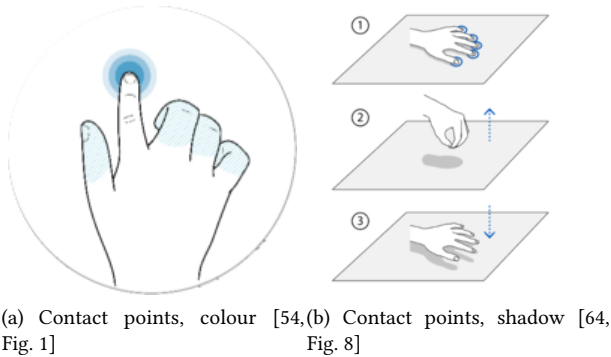 1
2
3
(a) Contact points, colour [54, Fig. 1]
(b) Contact points, shadow [64, Fig. 8]